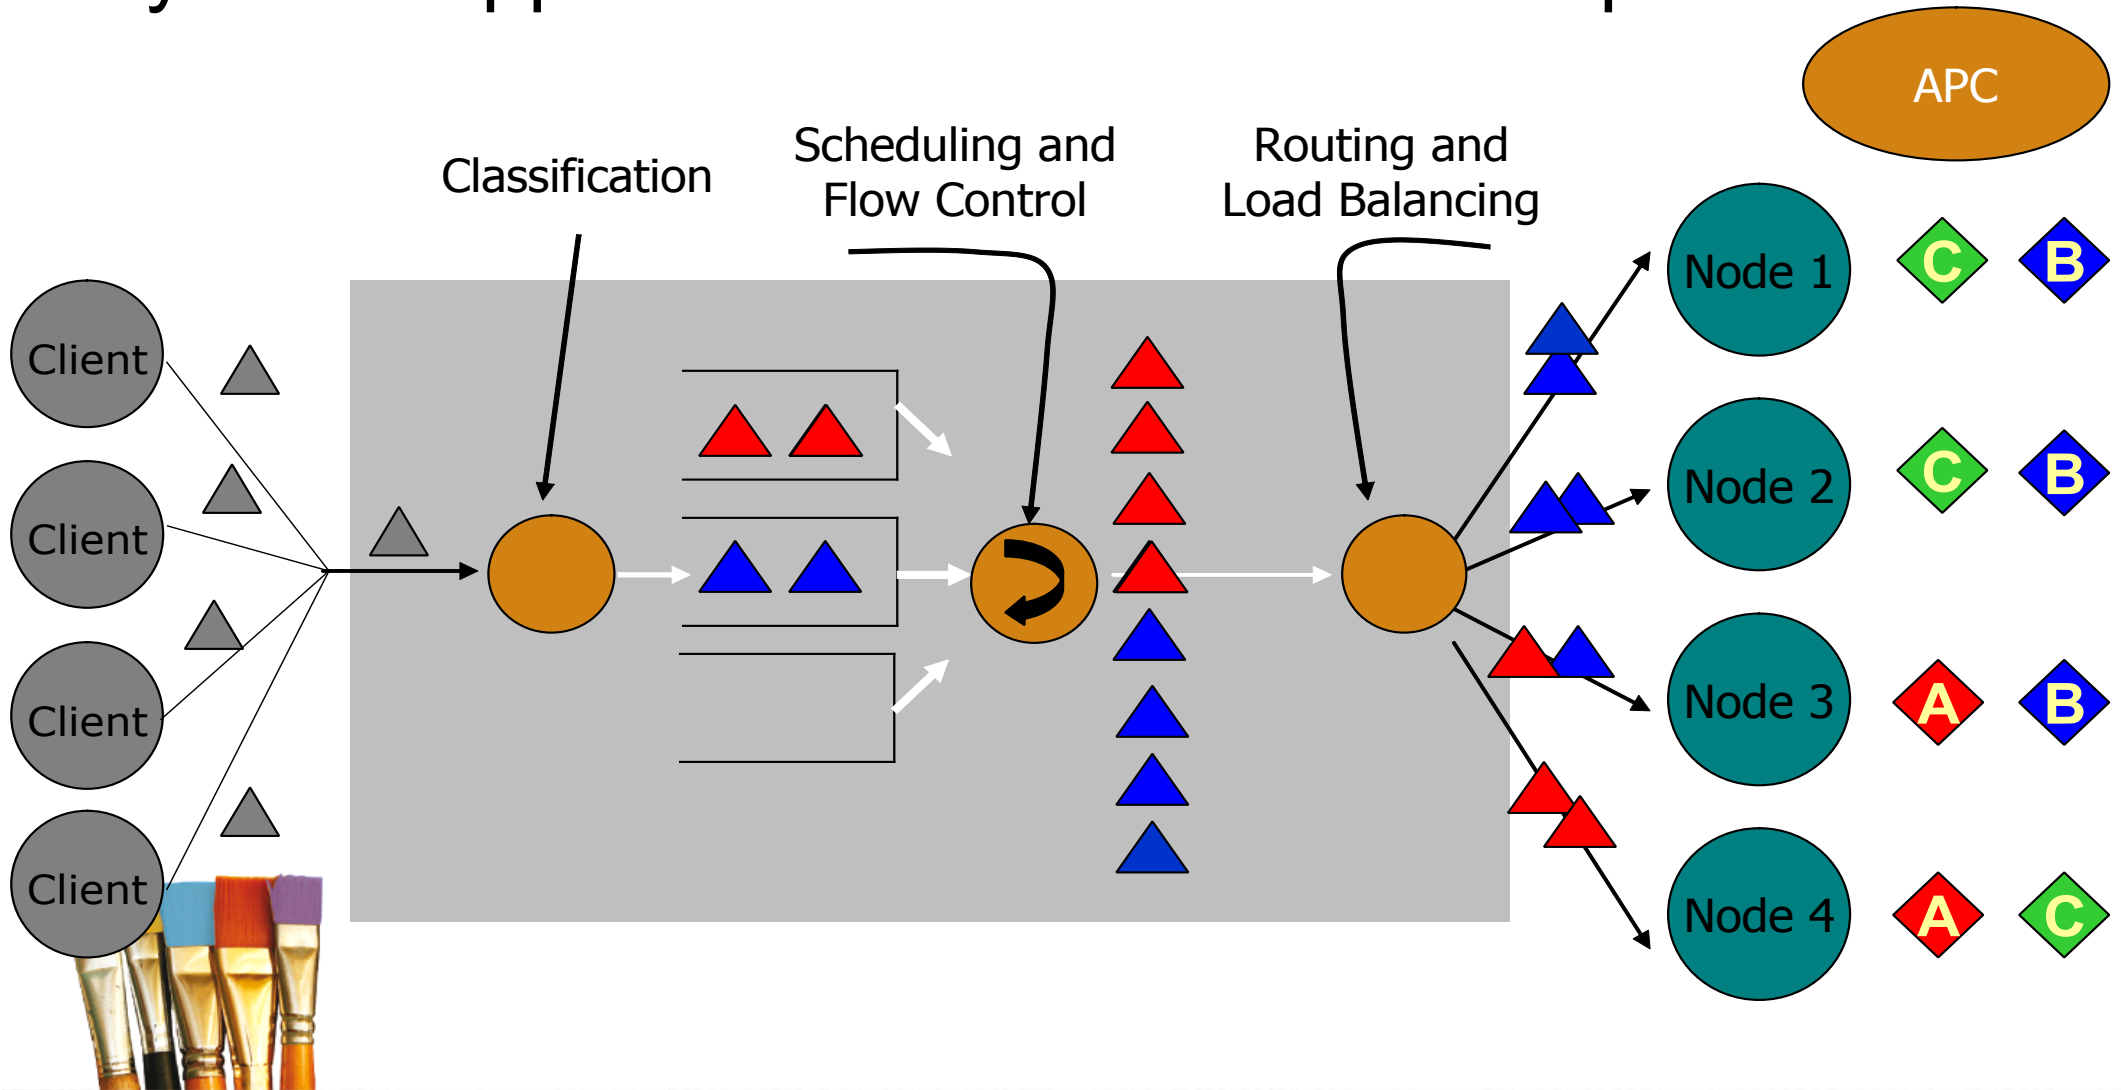 APC
Classification
Scheduling and
Flow Control
Routing and
Load Balancing
Client
Client
Client
Client
Node 1
C B
Node 2
C B
Node 3
A B
Node 4
A C